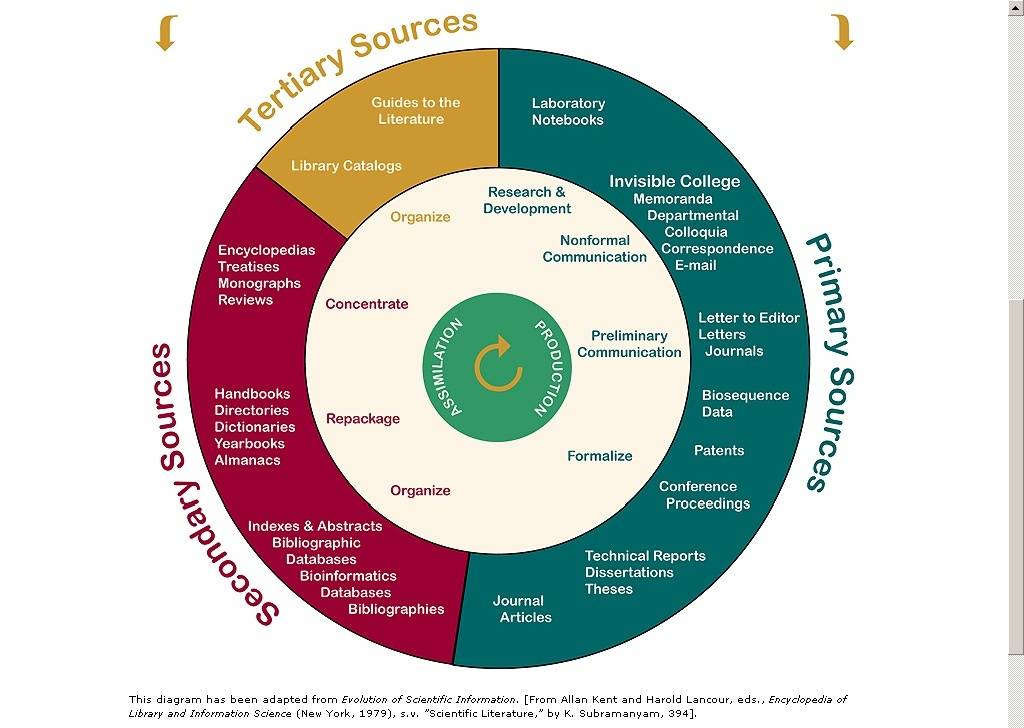 Tertiary Sources
Guides to the
Literature
Library Catalogs
Organize
Laboratory
Notebooks
Invisible College
Memoranda
Departmental
Colloquia
Correspondence
E-mail
Letter to Editor
Letters
Journals
Biosequence
Data
Patents
Conference
Proceedings
Technical Reports
Dissertations
Theses
Journal
Articles
Primary Sources
Research &
Development
Nonformal
Communication
Preliminary
Communication
Formalize
PRODUCTION
ASSIMILATION
Secondary Sources
Indexes & Abstracts
Bibliographic
Databases
Bioinformatics
Databases
Bibliographies
Handbooks
Directories
Dictionaries
Yearbooks
Almanacs
Encyclopedias
Treatises
Monographs
Reviews
Organize
Repackage
Concentrate
This diagram has been adapted from Evolution of Scientific Information. [From Allan Kent and Harold Lancour, eds., Encyclopedia of
Library and Information Science (New York, 1979), s.v. "Scientific Literature," by K. Subramanyam, 394].